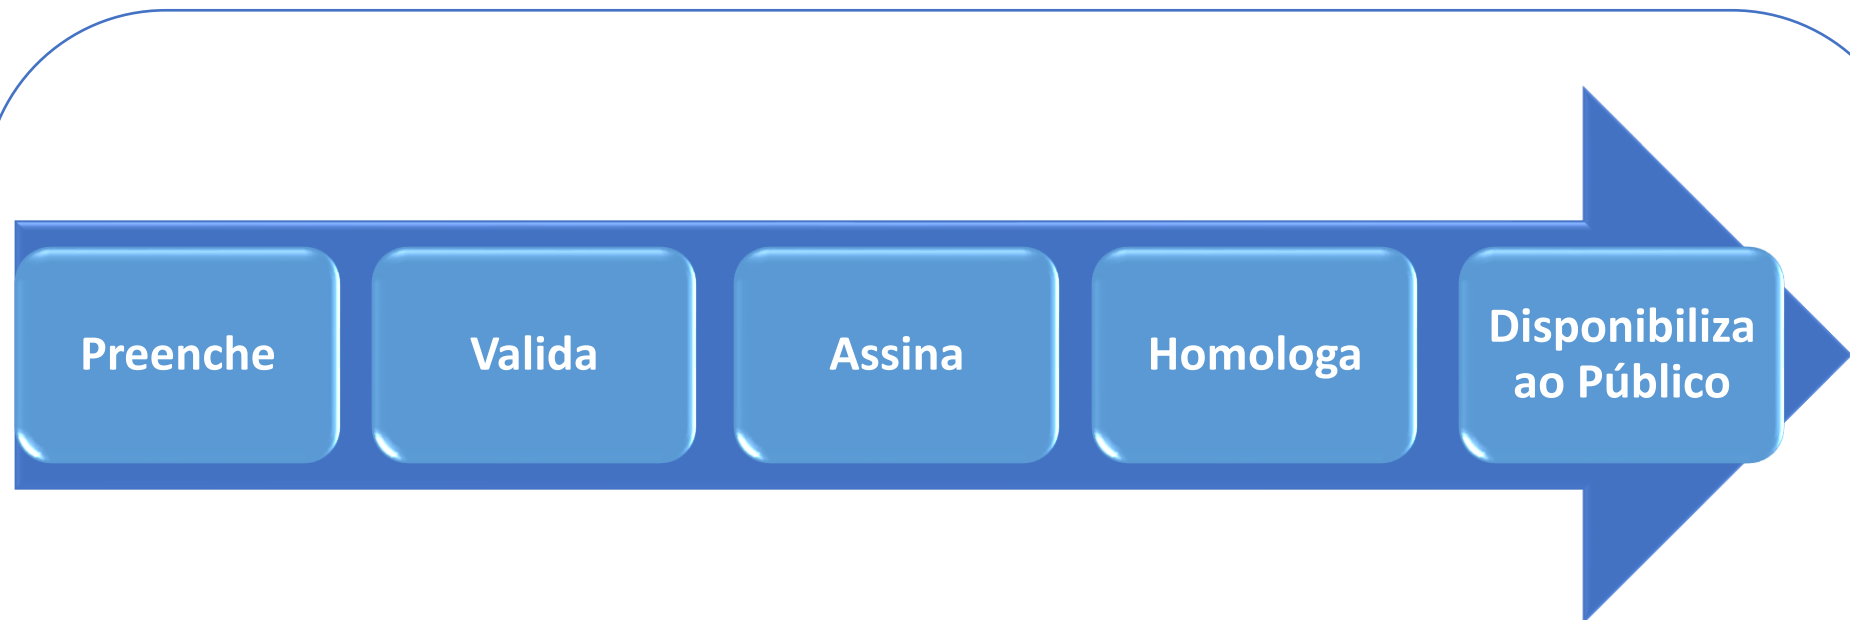 Preenche
Valida
Assina
Homologa
Disponibiliza
ao Público